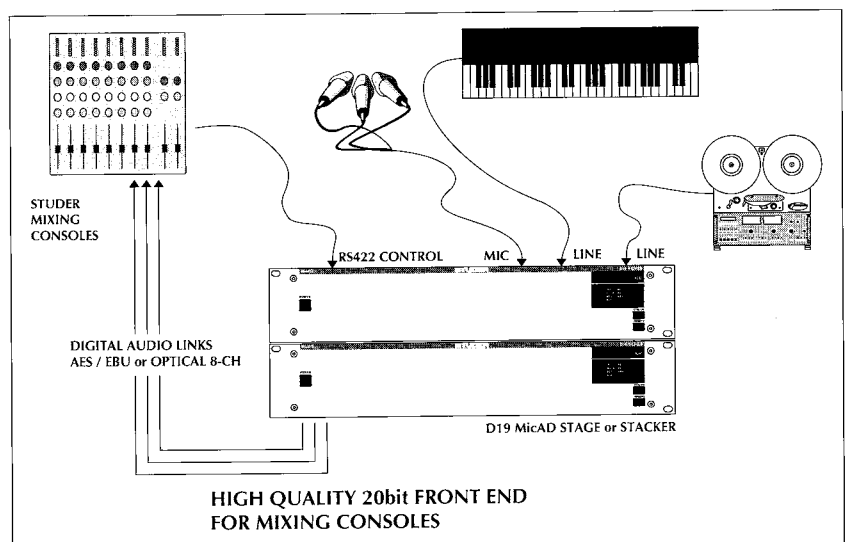 STUDER
MIXING
CONSOLES
RS422 CONTROL
MIC
LINE
LINE
DIGITAL AUDIO LINKS
AES / EBU or OPTICAL 8-CH
D19 MicAD STAGE or STACKER
HIGH QUALITY 20bit FRONT END
FOR MIXING CONSOLES